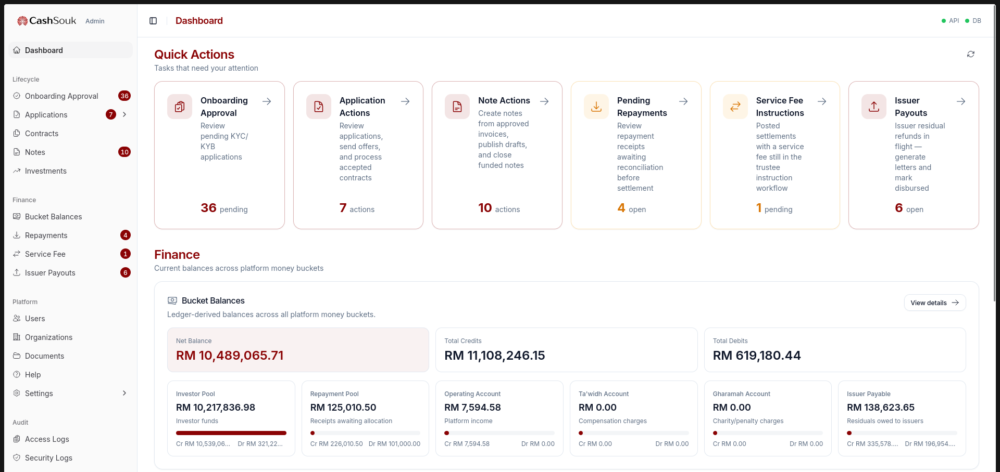 CashSouk Admin
Dashboard
Lifecycle
Onboarding Approval 36
Applications 7
Contracts
Notes 10
Investments
Finance
Bucket Balances
Repayments 4
Service Fee 1
Issuer Payouts 6
Platform
Users
Organizations
Documents
Help
Settings
Audit
Access Logs
Security Logs
Dashboard
API DB
Quick Actions
Tasks that need your attention
Onboarding
Approval
Review
pending KYC/
KYB
applications
36 pending
Application
Actions
Review
applications,
send offers,
and process
accepted
contracts
7 actions
Note Actions
Create notes
from approved
invoices,
publish drafts,
and close
funded notes
10 actions
Pending
Repayments
Review
repayment
receipts
awaiting
reconciliation
before
settlement
4 open
Service Fee
Instructions
Posted
settlements
with a service
fee still in the
trustee
instruction
workflow
1 pending
Issuer
Payouts
Issuer residual
refunds in
flight —
generate
letters and
mark
disbursed
6 open
Finance
Current balances across platform money buckets
Bucket Balances
Ledger-derived balances across all platform money buckets.
View details
Net Balance
RM 10,489,065.71
Total Credits
RM 11,108,246.15
Total Debits
RM 619,180.44
Investor Pool
RM 10,217,836.98
Investor funds
Cr RM 10,539,06... Dr RM 321,22...
Repayment Pool
RM 125,010.50
Receipts awaiting allocation
Cr RM 226,010.50 Dr RM 101,000.00
Operating Account
RM 7,594.58
Platform income
Cr RM 7,594.58 Dr RM 0.00
Ta'widh Account
RM 0.00
Compensation charges
Cr RM 0.00 Dr RM 0.00
Gharamah Account
RM 0.00
Charity/penalty charges
Cr RM 0.00 Dr RM 0.00
Issuer Payable
RM 138,623.65
Residuals owed to issuers
Cr RM 335,578.... Dr RM 196,954....